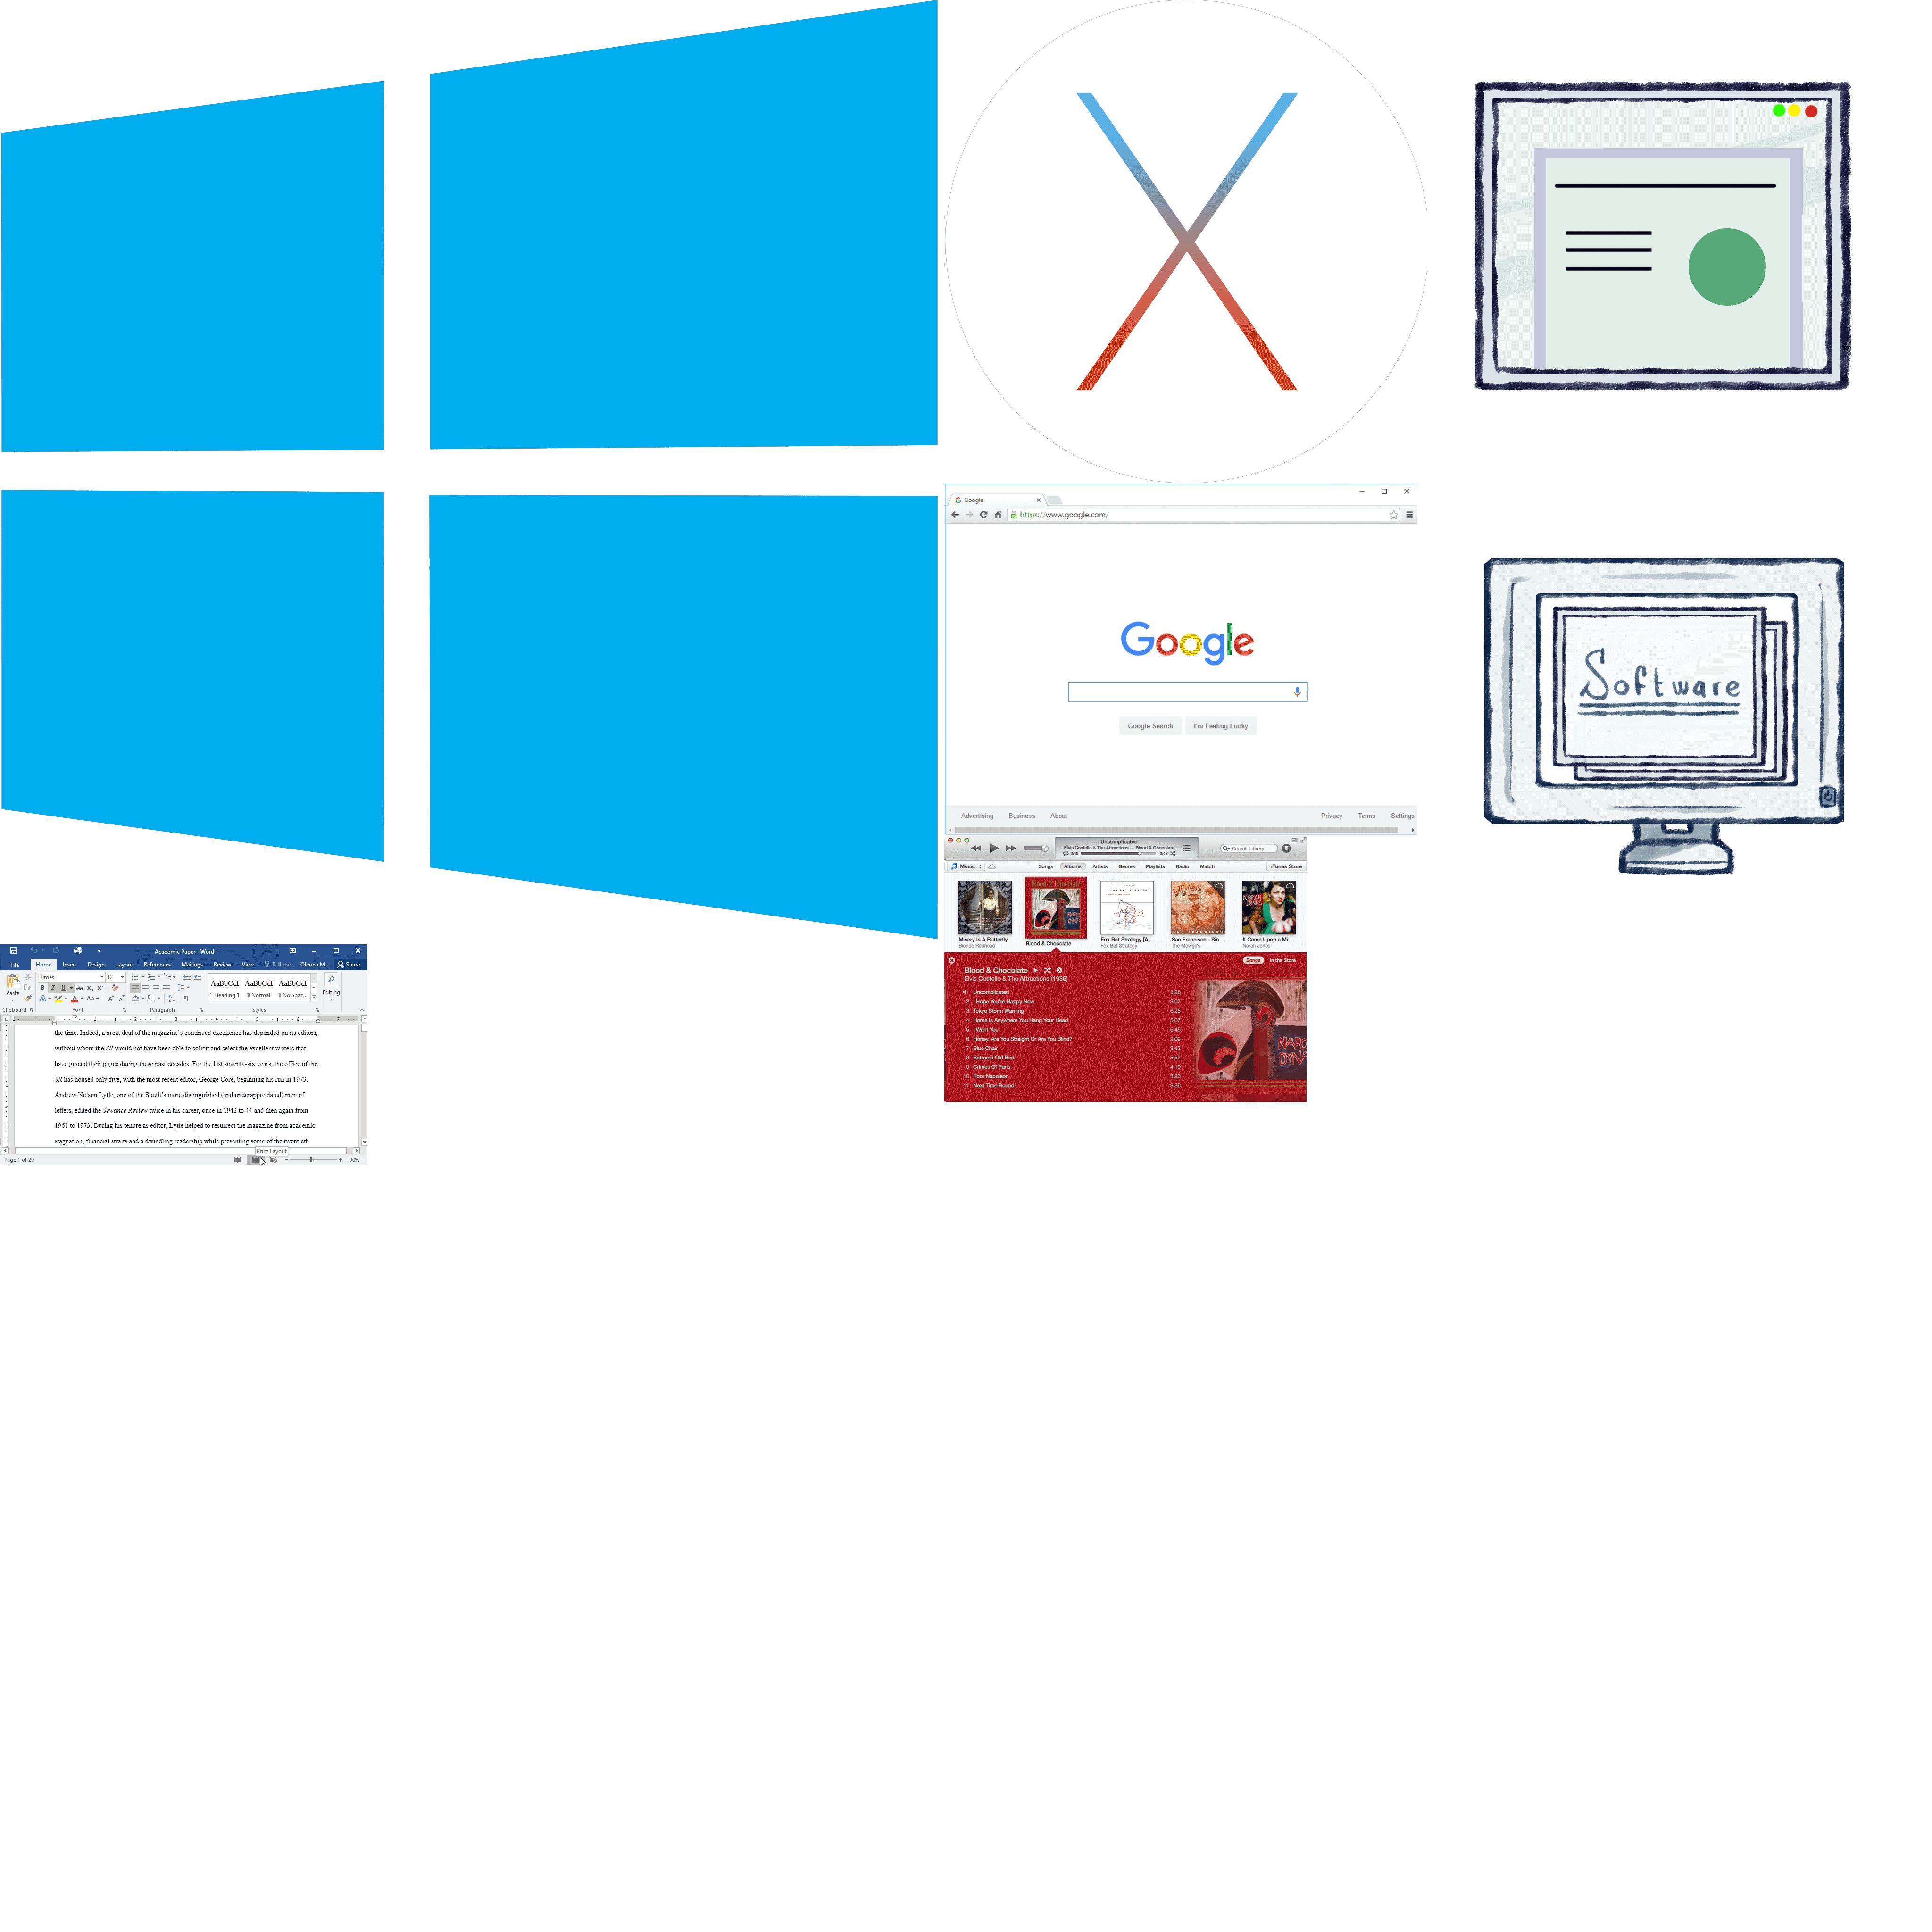 Google
https://www.google.com/
Google
Google Search I'm Feeling Lucky
Advertising Business About Privacy Terms Settings
Software
Uncomplicated
Elvis Costello & The Attractions — Blood & Chocolate
2:40 -0:48
Search Library
Music Songs Albums Artists Genres Playlists Radio Match iTunes Store
Misery Is A Butterfly
Blonde Redhead
Blood & Chocolate
Fox Bat Strategy [A...
Fox Bat Strategy
San Francisco - Sin...
The Mowgli's
It Came Upon a Mi...
Norah Jones
FOX BAT STRATEGY
SAN FRANCISCO
NORAH JONES
Blood & Chocolate
Elvis Costello & The Attractions (1986)
Songs In the Store
Uncomplicated 3:28
2 I Hope You're Happy Now 3:07
3 Tokyo Storm Warning 6:25
4 Home Is Anywhere You Hang Your Head 5:07
5 I Want You 6:45
6 Honey, Are You Straight Or Are You Blind? 2:09
7 Blue Chair 3:42
8 Battered Old Bird 5:52
9 Crimes Of Paris 4:19
10 Poor Napoleon 3:23
11 Next Time Round 3:36
Academic Paper - Word
File Home Insert Design Layout References Mailings Review View Tell me... Olenna M... Share
Times 12
Paste
B I U abc X₂ X²
Aa
AaBbCcI AaBbCcI AaBbCcI
¶ Heading 1 ¶ Normal ¶ No Spac...
Editing
Clipboard Font Paragraph Styles
the time. Indeed, a great deal of the magazine's continued excellence has depended on its editors,
without whom the SR would not have been able to solicit and select the excellent writers that
have graced their pages during these past decades. For the last seventy-six years, the office of the
SR has housed only five, with the most recent editor, George Core, beginning his run in 1973.
Andrew Nelson Lytle, one of the South's more distinguished (and underappreciated) men of
letters, edited the Sewanee Review twice in his career, once in 1942 to 44 and then again from
1961 to 1973. During his tenure as editor, Lytle helped to resurrect the magazine from academic
stagnation, financial straits and a dwindling readership while presenting some of the twentieth
Print Layout
Page 1 of 29 90%